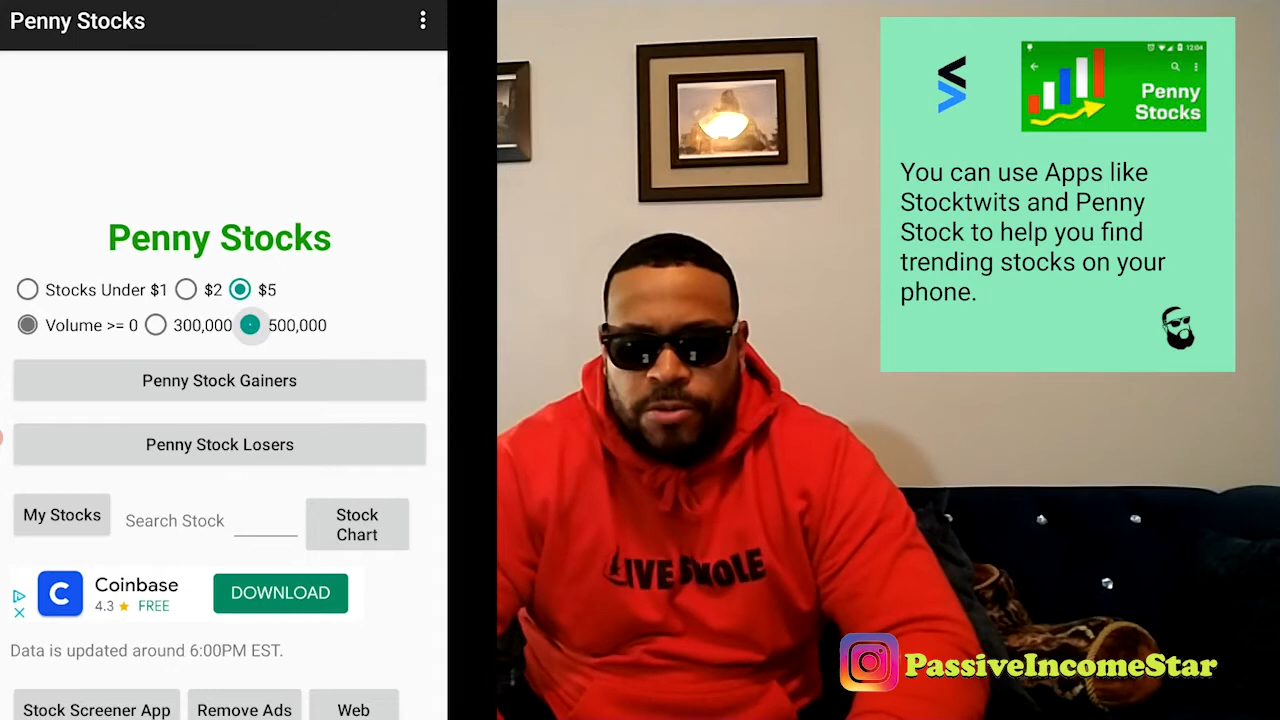 Penny Stocks
Penny Stocks
Stocks Under $1 $2 $5
Volume >= 0 300,000 500,000
Penny Stock Gainers
Penny Stock Losers
My Stocks
Search Stock
Stock
Chart
Coinbase
4.3 FREE
DOWNLOAD
Data is updated around 6:00PM EST.
Stock Screener App
Remove Ads
Web
12:04
Penny
Stocks
You can use Apps like
Stocktwits and Penny
Stock to help you find
trending stocks on your
phone.
PassiveIncomeStar